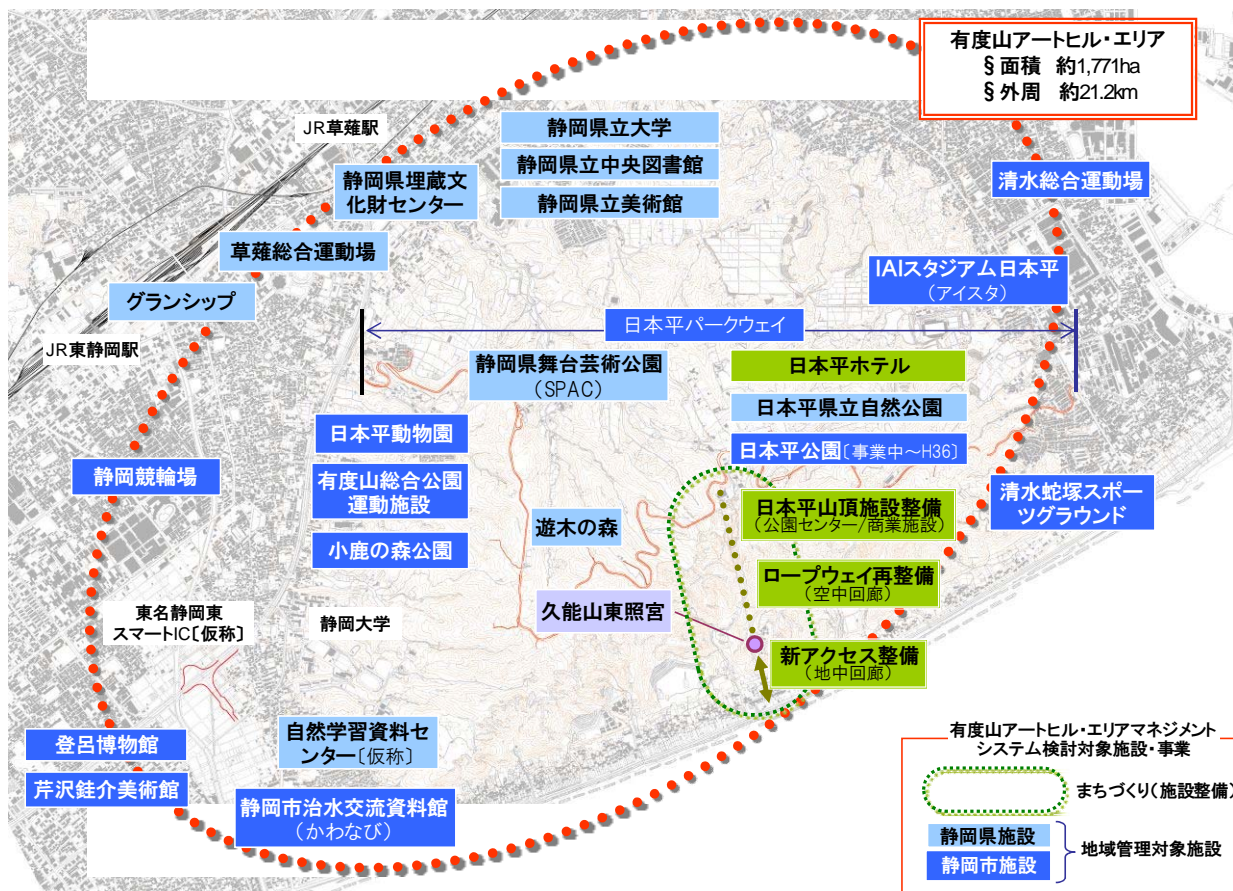 有度山アートヒル・エリア
§面積　約1,771ha
§外周　約21.2km
JR草薙駅
静岡県立大学
静岡県立中央図書館
静岡県立美術館
静岡県埋蔵文
化財センター
清水総合運動場
草薙総合運動場
IAIスタジアム日本平
（アイスタ）
グランシップ
日本平パークウェイ
JR東静岡駅
静岡県舞台芸術公園
（SPAC）
日本平ホテル
日本平県立自然公園
日本平動物園
日本平公園〔事業中～H36〕
静岡競輪場
有度山総合公園
運動施設
清水蛇塚スポー
ツグラウンド
日本平山頂施設整備
（公園センター/商業施設）
遊木の森
小鹿の森公園
ロープウェイ再整備
（空中回廊）
久能山東照宮
東名静岡東
スマートIC〔仮称〕
静岡大学
新アクセス整備
（地中回廊）
自然学習資料セ
ンター〔仮称〕
登呂博物館
芹沢銈介美術館
静岡市治水交流資料館
（かわなび）
有度山アートヒル・エリアマネジメント
システム検討対象施設・事業
まちづくり（施設整備）
静岡県施設
静岡市施設
地域管理対象施設